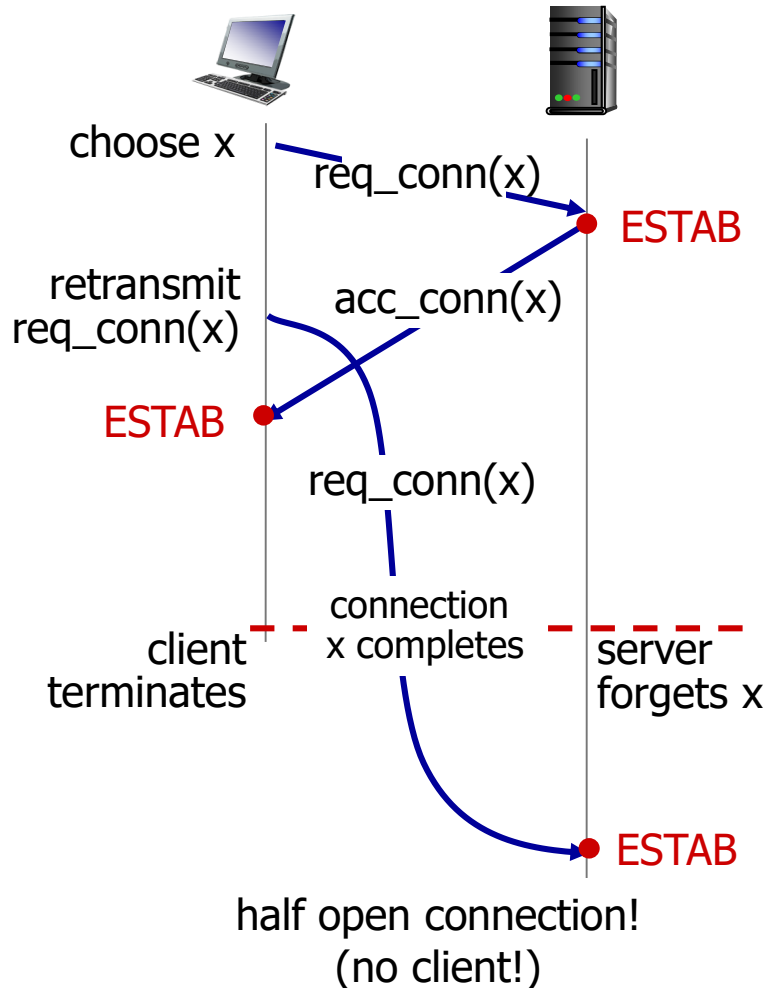 choose x
req_conn(x)
ESTAB
retransmit
req_conn(x)
acc_conn(x)
ESTAB
req_conn(x)
connection
x completes
client
terminates
server
forgets x
ESTAB
half open connection!
(no client!)